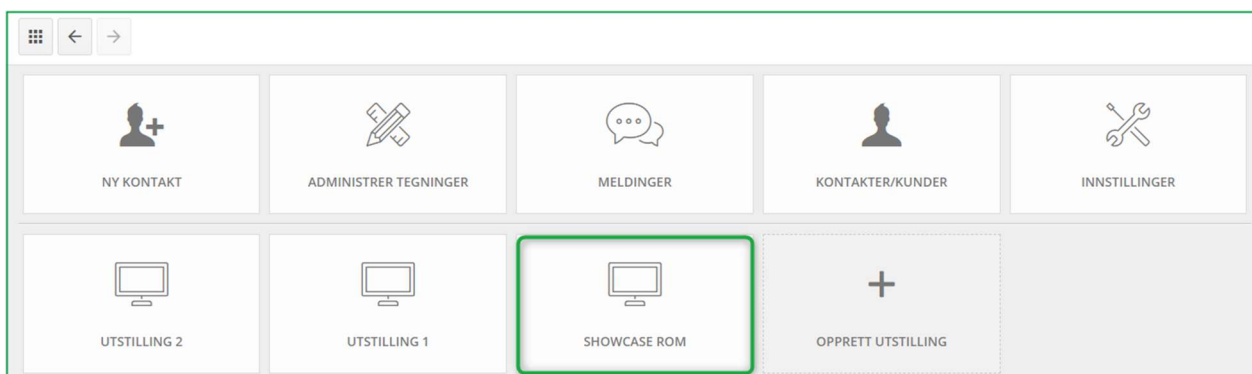 NY KONTAKT
ADMINISTRER TEGNINGER
MELDINGER
KONTAKTER/KUNDER
INNSTILLINGER
UTSTILLING 2
UTSTILLING 1
SHOWCASE ROM
OPPRETT UTSTILLING